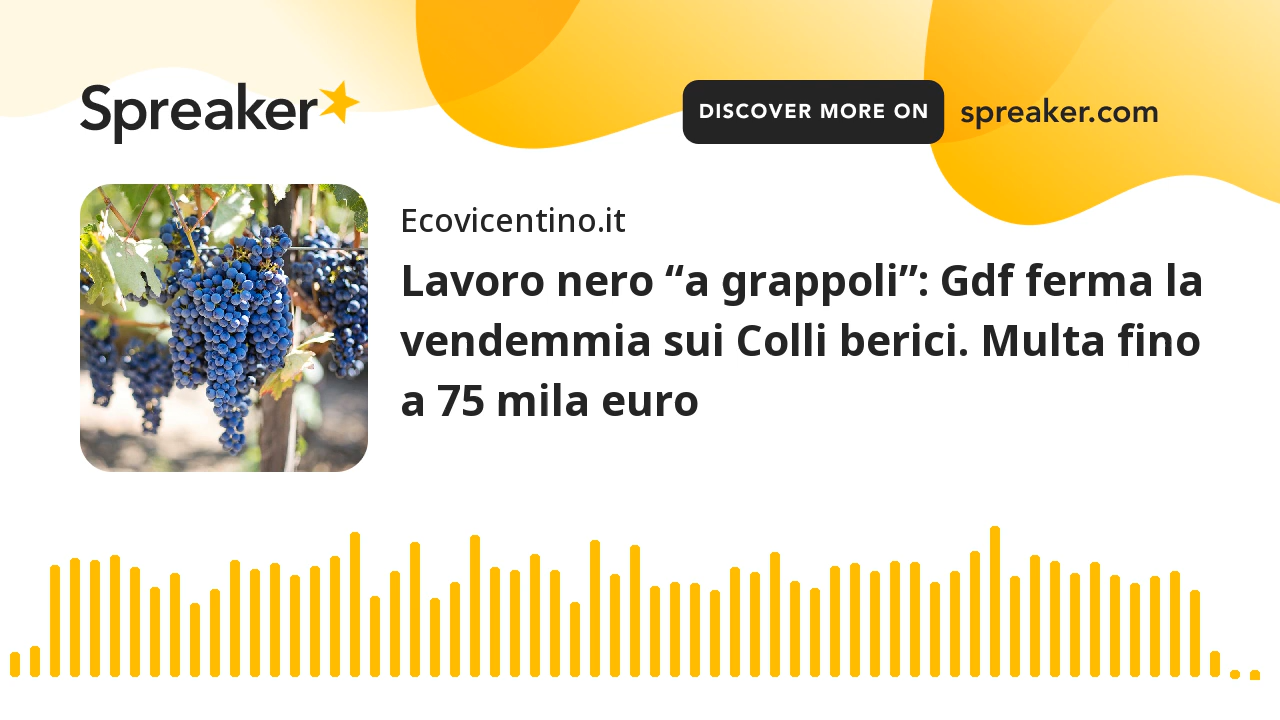 Spreaker
DISCOVER MORE ON
spreaker.com
Ecovicentino.it
Lavoro nero “a grappoli”: Gdf ferma la
vendemmia sui Colli berici. Multa fino
a 75 mila euro